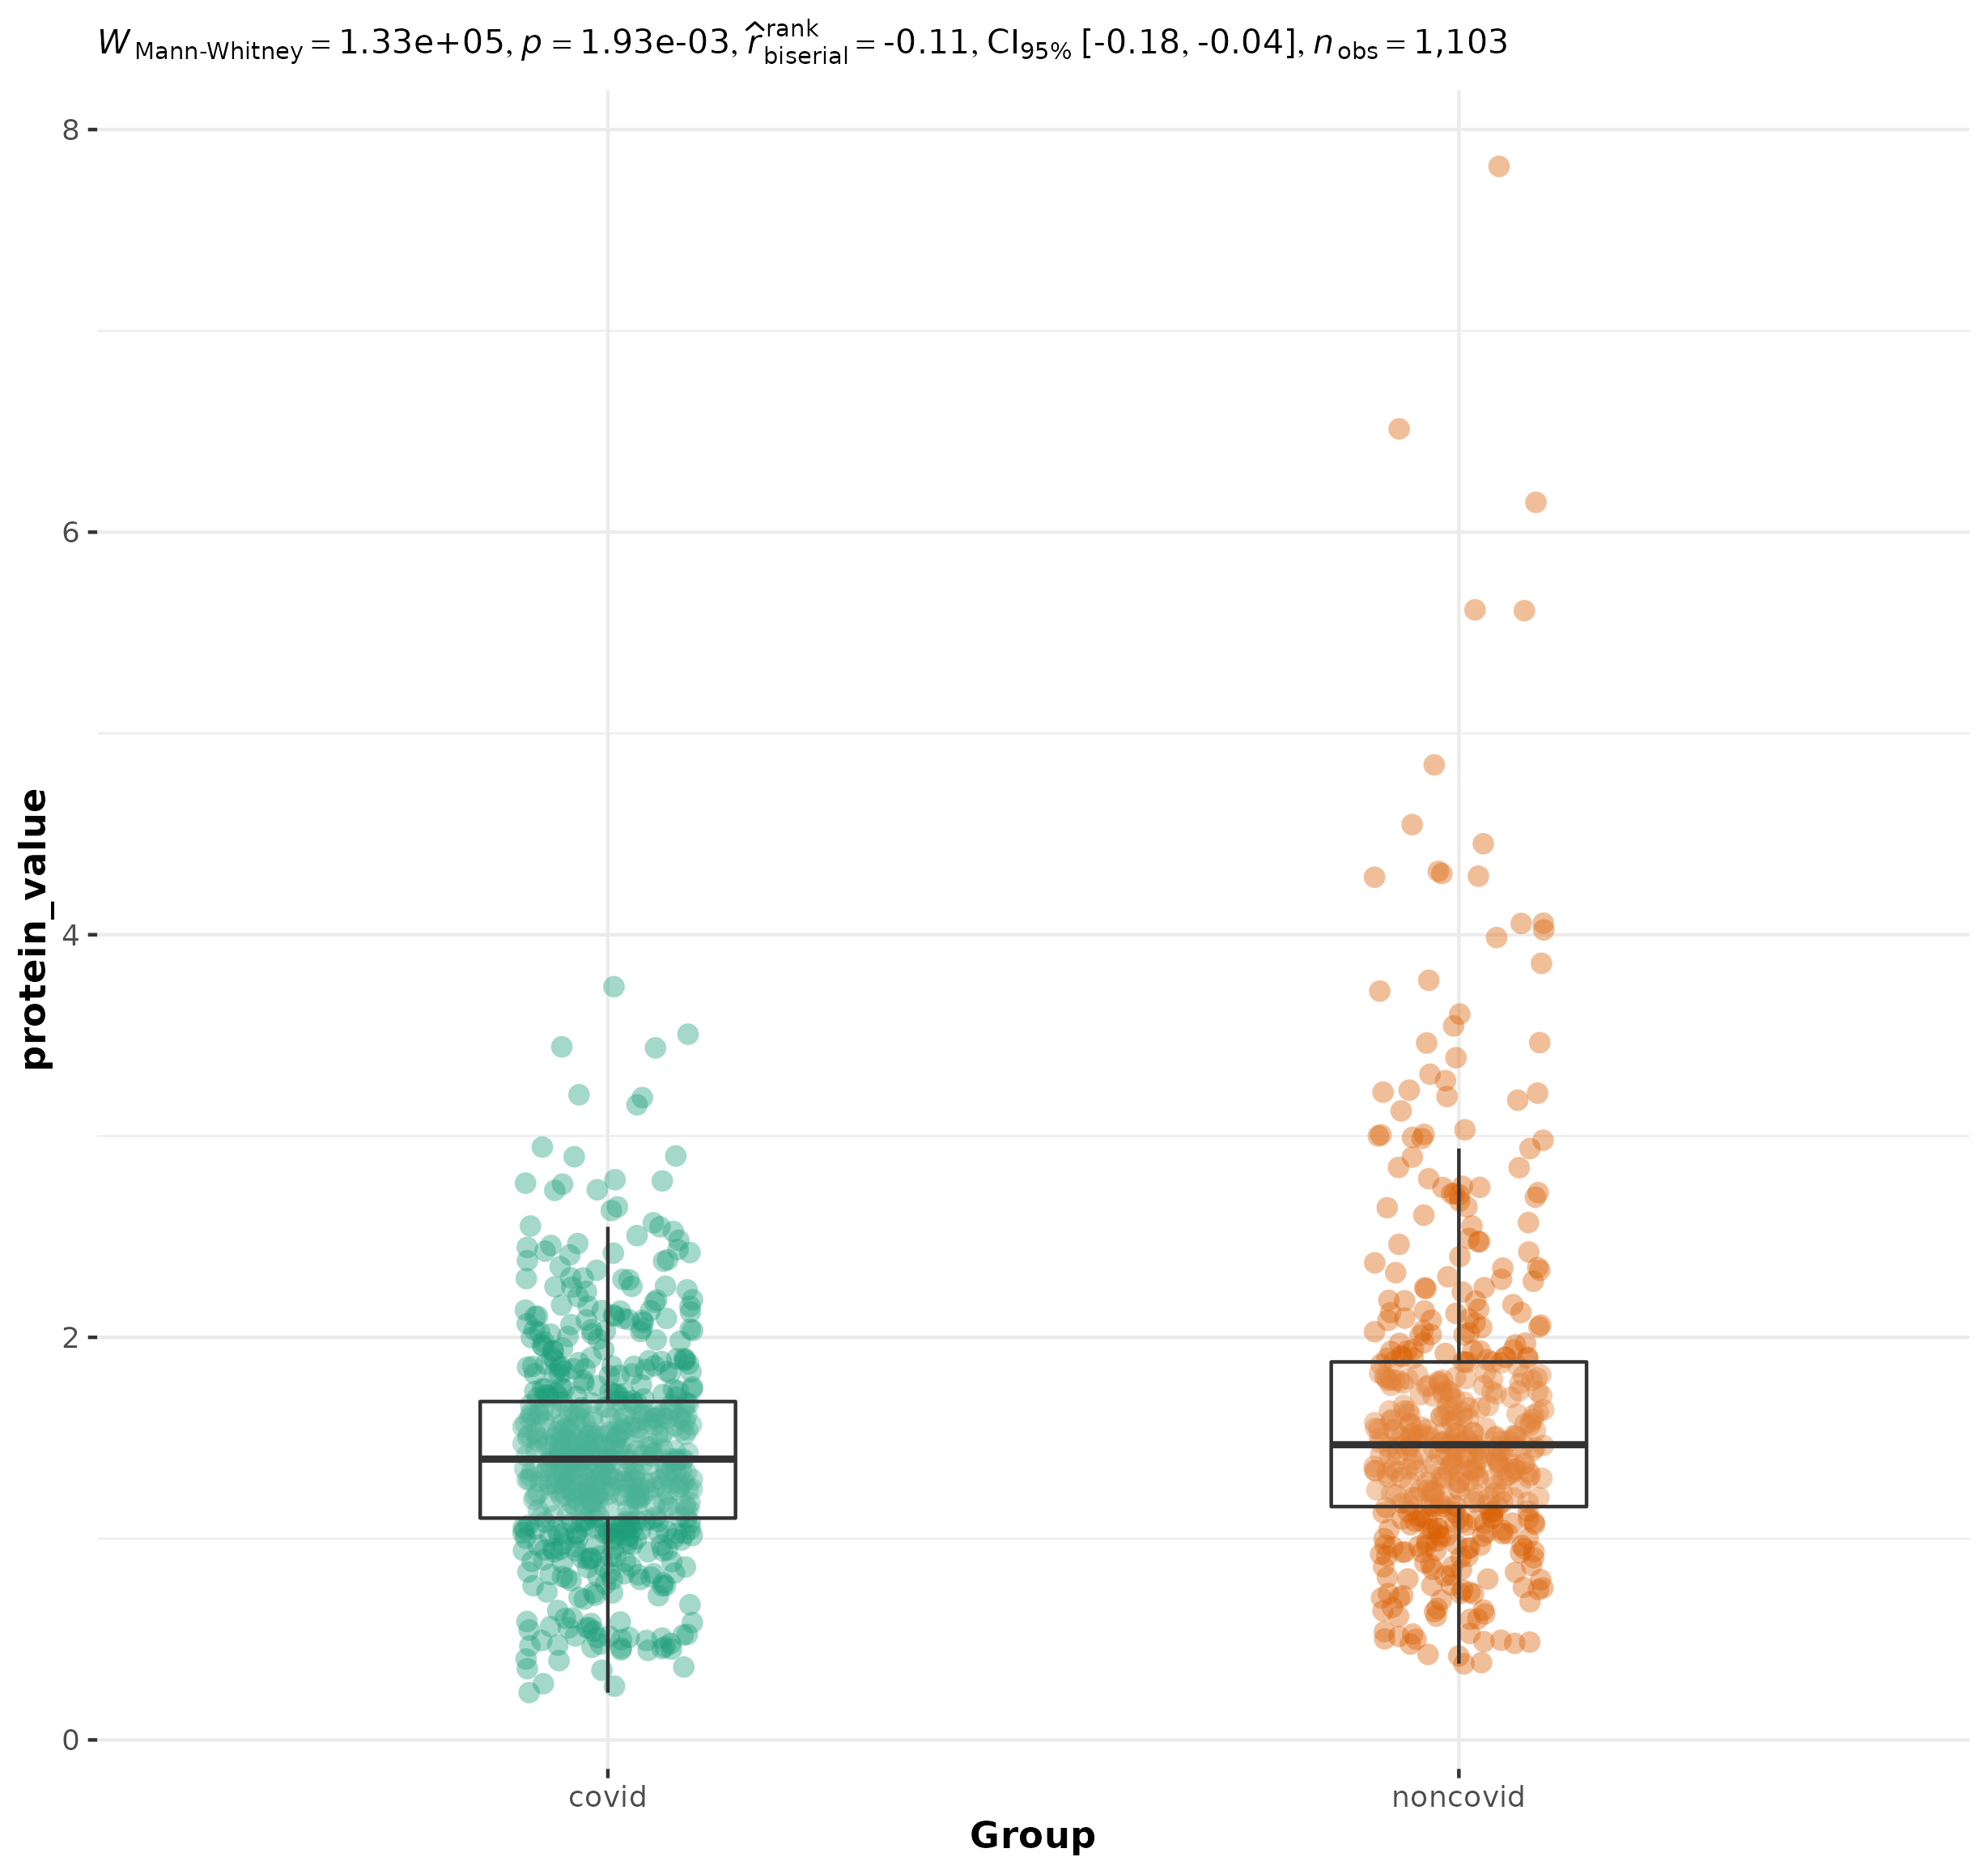 W Mann-Whitney = 1.33e+05, p = 1.93e-03, r̂ rank biserial = -0.11, CI95% [-0.18, -0.04], n obs = 1,103
8
6
4
2
0
protein_value
covid noncovid
Group